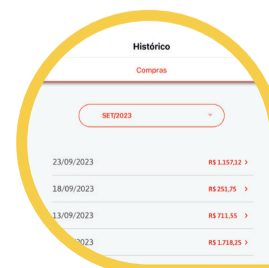 Histórico
Compras
SET/2023
23/09/2023 R$ 1.157,12 >
18/09/2023 R$ 251,75 >
13/09/2023 R$ 711,55 >
/2023 R$ 1.718,25 >